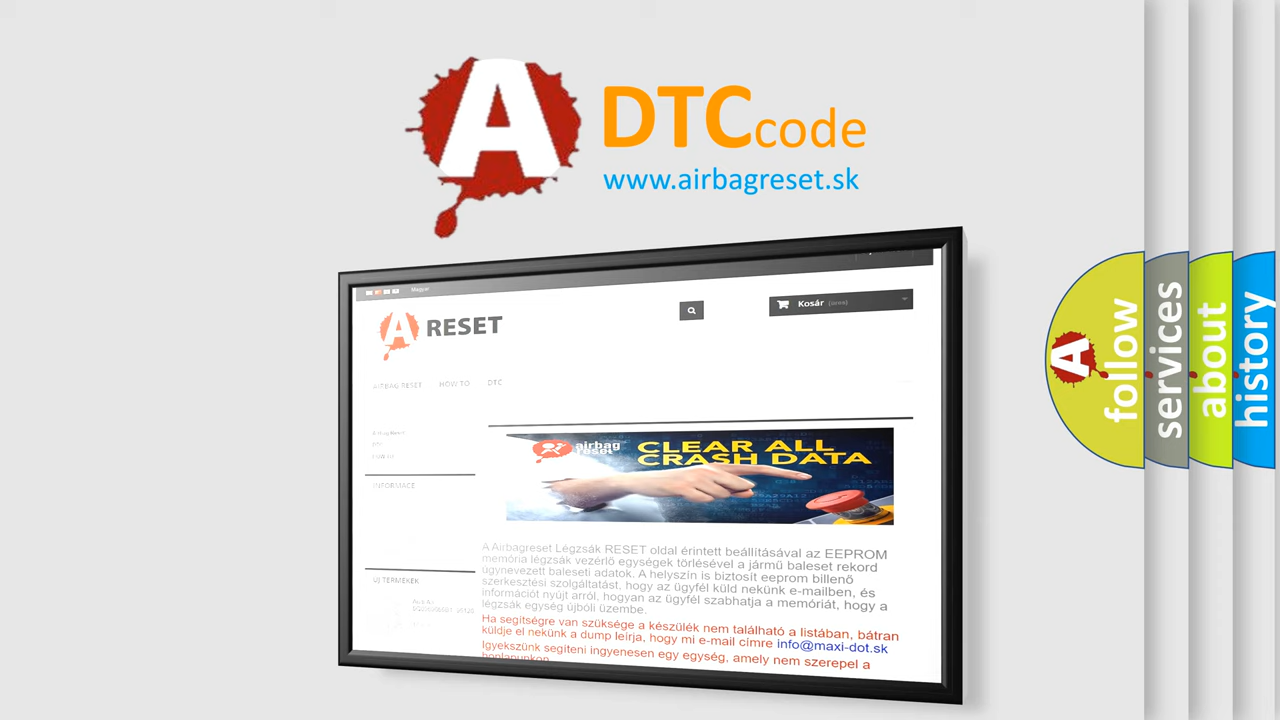 A
DTCcode
www.airbagreset.sk
Magyar
A RESET
Kosár (üres)
AIRBAG RESET HOW TO DTC
INFORMACE
ÚJ TERMÉKEK
airbag
reset
CLEAR ALL
CRASH DATA
A Airbagreset Légzsák RESET oldal érintett beállításával az EEPROM
memória légzsák vezérlő egységek törlésével a jármű baleset rekord
úgynevezett baleseti adatok. A helyszín is biztosít eeprom billenő
szerkesztési szolgáltatást, hogy az ügyfél küld nekünk e-mailben, és
információt nyújt arról, hogyan az ügyfél szabhatja a memóriát, hogy a
légzsák egység újbóli üzembe.
Ha segítségre van szüksége a készülék nem található a listában, bátran
küldje el nekünk a dump leírja, hogy mi e-mail címre info@maxi-dot.sk
Igyekszünk segíteni ingyenesen egy egység, amely nem szerepel a
honlapunkon
A
follow
services
about
history